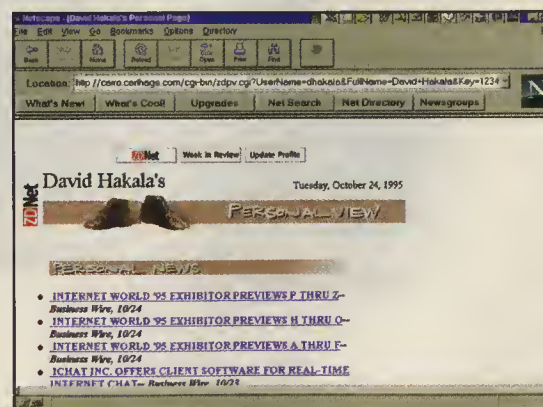 Netscape - [David Hakala's Personal Page]
File Edit View Go Bookmarks Options Directory
Back Home Reload Open Print Find
Location: http://cairo.carthage.com/cgi-bin/zdpv.cgi?UserName=dhakala&FullName=David+Hakala&Key=1234
What's New! What's Cool! Upgrades Net Search Net Directory Newsgroups
N
ZDNet Week in Review Update Profile
ZDNet
David Hakala's
Tuesday, October 24, 1995
PERSONAL VIEW
PERSONAL NEWS
• INTERNET WORLD '95 EXHIBITOR PREVIEWS P THRU Z--
Business Wire, 10/24
• INTERNET WORLD '95 EXHIBITOR PREVIEWS H THRU O--
Business Wire, 10/24
• INTERNET WORLD '95 EXHIBITOR PREVIEWS A THRU F--
Business Wire, 10/24
• ICHAT INC. OFFERS CLIENT SOFTWARE FOR REAL-TIME
INTERNET CHAT-- Business Wire, 10/23